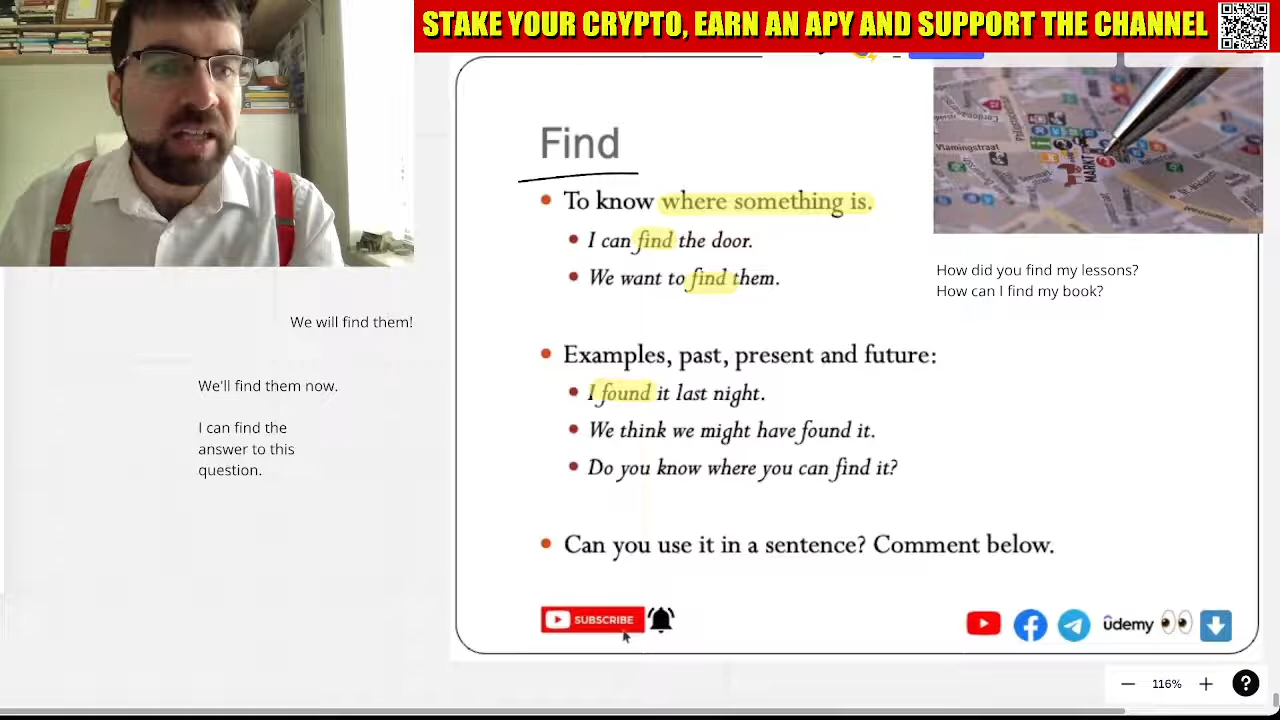 STAKE YOUR CRYPTO, EARN AN APY AND SUPPORT THE CHANNEL
Find
To know where something is.
I can find the door.
We want to find them.
Vlamingstraat
MARKT
How did you find my lessons?
How can I find my book?
We will find them!
We'll find them now.
I can find the
answer to this
question.
Examples, past, present and future:
I found it last night.
We think we might have found it.
Do you know where you can find it?
Can you use it in a sentence? Comment below.
SUBSCRIBE
ûdemy
116%